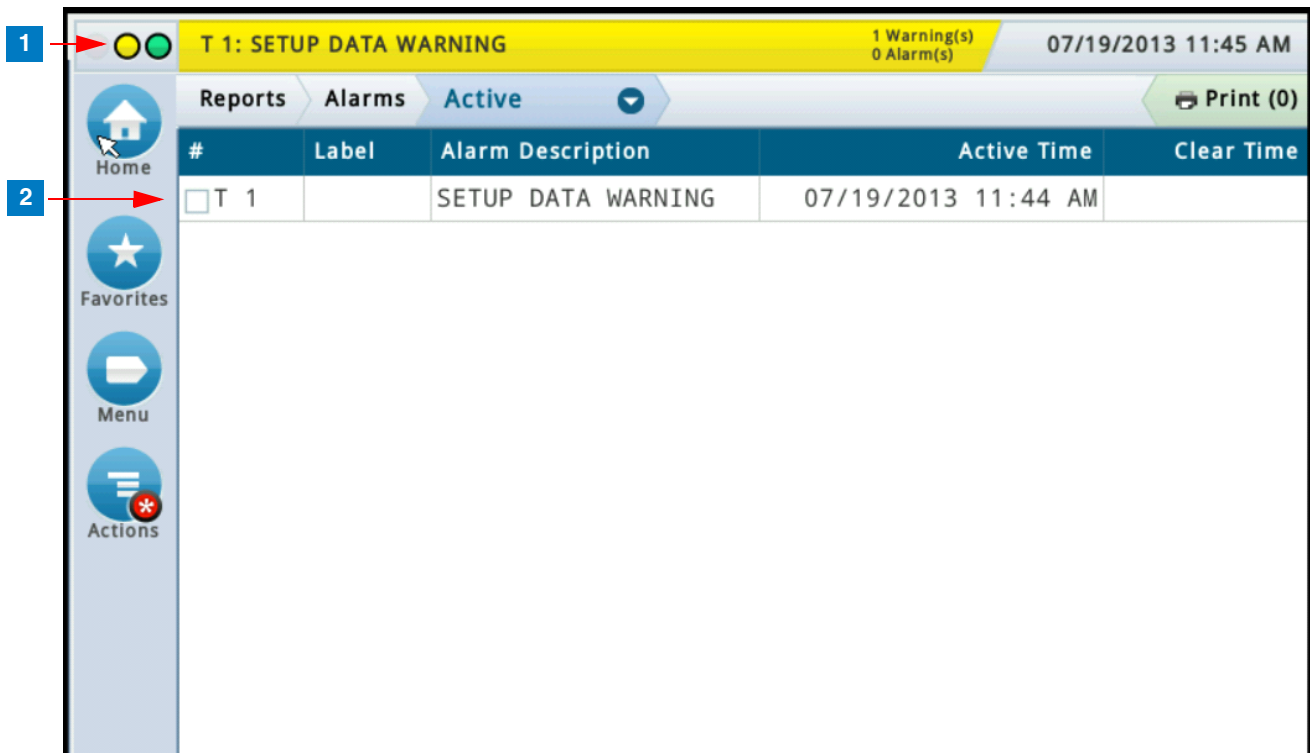 1
T 1: SETUP DATA WARNING
1 Warning(s)
0 Alarm(s)
07/19/2013 11:45 AM
Reports Alarms Active Print (0)
Home
# Label Alarm Description Active Time Clear Time
2
T 1 SETUP DATA WARNING 07/19/2013 11:44 AM
Favorites
Menu
*
Actions